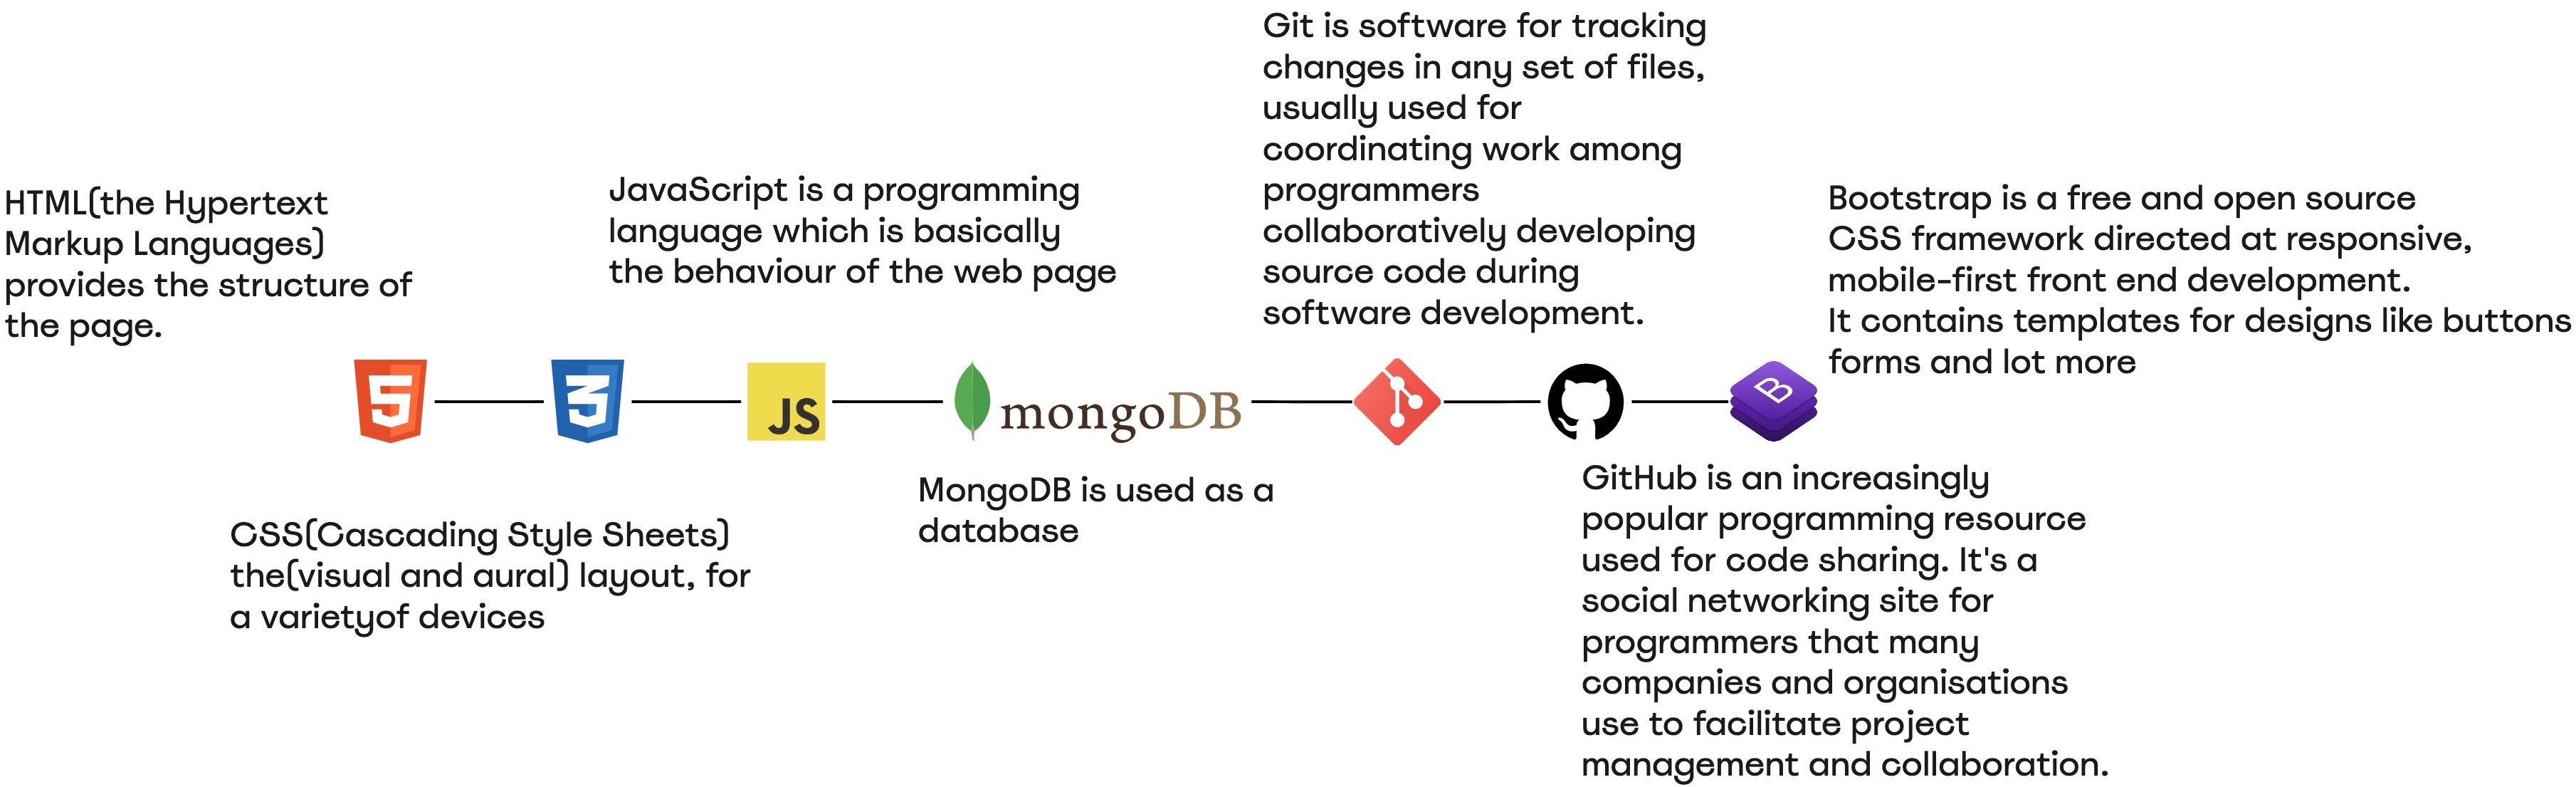 HTML(the Hypertext
Markup Languages)
provides the structure of
the page.
JavaScript is a programming
language which is basically
the behaviour of the web page
Git is software for tracking
changes in any set of files,
usually used for
coordinating work among
programmers
collaboratively developing
source code during
software development.
Bootstrap is a free and open source
CSS framework directed at responsive,
mobile-first front end development.
It contains templates for designs like buttons
forms and lot more
5
3
JS
mongoDB
B
CSS(Cascading Style Sheets)
the(visual and aural) layout, for
a varietyof devices
MongoDB is used as a
database
GitHub is an increasingly
popular programming resource
used for code sharing. It's a
social networking site for
programmers that many
companies and organisations
use to facilitate project
management and collaboration.